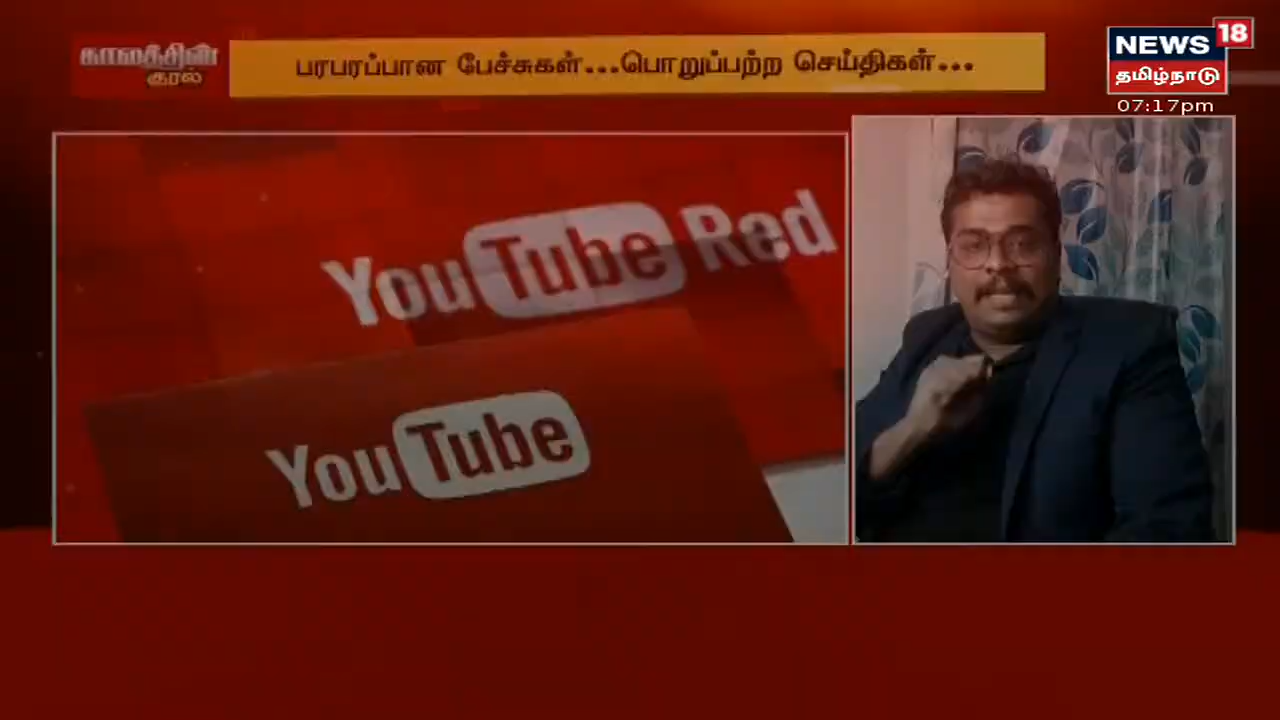 காலத்தின்
குரல்
பரபரப்பான பேச்சுகள்...பொறுப்பற்ற செய்திகள்...
NEWS 18
தமிழ்நாடு
07:17pm
YouTube Red
YouTube